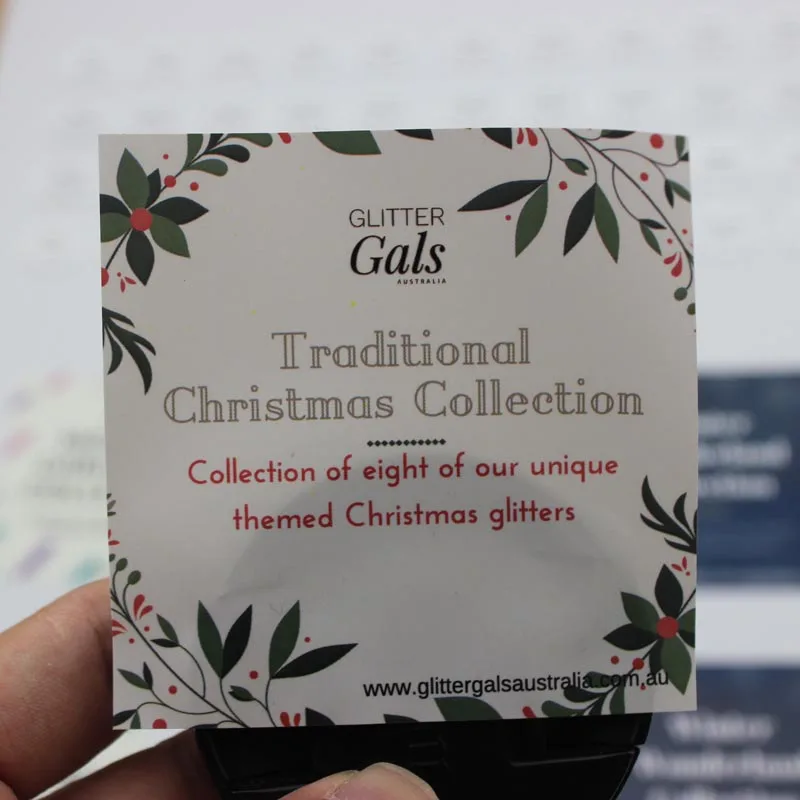 GLITTER
Gals
AUSTRALIA
Traditional
Christmas Collection
Collection of eight of our unique
themed Christmas glitters
www.glittergalsaustralia.com.au
Winter